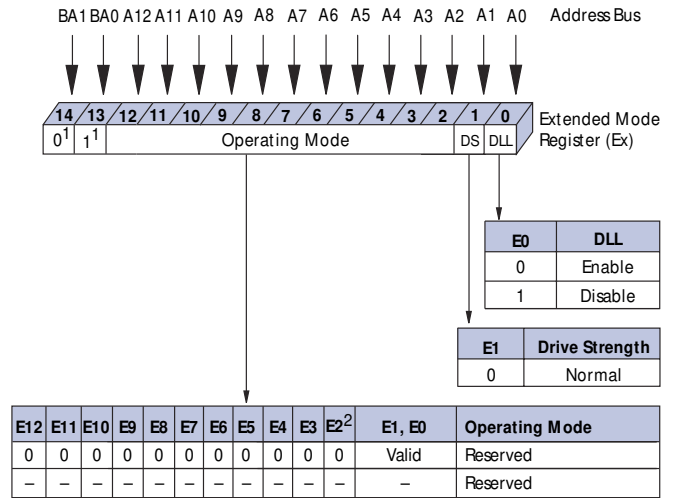 BA1 BA0 A12 A11 A10 A9 A8 A7 A6 A5 A4 A3 A2 A1 A0 Address Bus
14 13 12 11 10 9 8 7 6 5 4 3 2 1 0 Extended Mode
0¹ 1¹ Operating Mode DS DLL Register (Ex)
E0 DLL
0 Enable
1 Disable
E1 Drive Strength
0 Normal
E12 E11 E10 E9 E8 E7 E6 E5 E4 E3 E2² E1, E0 Operating Mode
0 0 0 0 0 0 0 0 0 0 0 Valid Reserved
– – – – – – – – – – – – Reserved